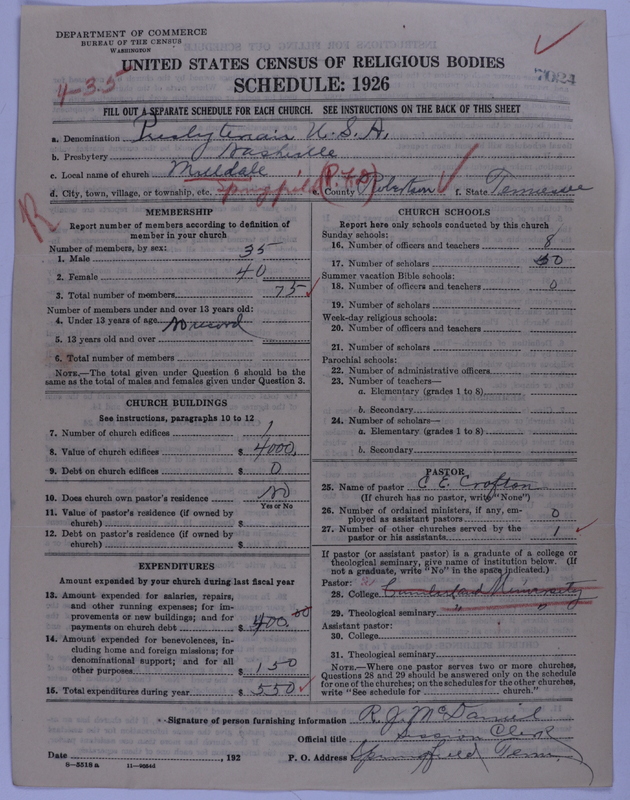 DEPARTMENT OF COMMERCE
BUREAU OF THE CENSUS
WASHINGTON
4-3.5
UNITED STATES CENSUS OF RELIGIOUS BODIES
SCHEDULE: 1926
FILL OUT A SEPARATE SCHEDULE FOR EACH CHURCH. SEE INSTRUCTIONS ON THE BACK OF THIS SHEET
a. Denomination Presbyterian U.S.A.
b. Presbytery Nashville
c. Local name of church Milldale
d. City, town, village, or township, etc. Springfield (R.F.D.) e. County Robertson f. State Tennessee
R
MEMBERSHIP
Report number of members according to definition of member in your church
Number of members, by sex:
1. Male 35
2. Female 40
3. Total number of members 75
Number of members under and over 13 years old:
4. Under 13 years of age No record
5. 13 years old and over
6. Total number of members
NOTE.—The total given under Question 6 should be the same as the total of males and females given under Question 3.
CHURCH BUILDINGS
See instructions, paragraphs 10 to 12
7. Number of church edifices 1
8. Value of church edifices $ 4000.
9. Debt on church edifices $ 0
10. Does church own pastor's residence No
Yes or No
11. Value of pastor's residence (if owned by church) $
12. Debt on pastor's residence (if owned by church) $
EXPENDITURES
Amount expended by your church during last fiscal year
13. Amount expended for salaries, repairs, and other running expenses; for improvements or new buildings; and for payments on church debt $ 400.00
14. Amount expended for benevolences, including home and foreign missions; for denominational support; and for all other purposes $ 150
15. Total expenditures during year $ 550
CHURCH SCHOOLS
Report here only schools conducted by this church
Sunday schools:
16. Number of officers and teachers 8
17. Number of scholars 50
Summer vacation Bible schools:
18. Number of officers and teachers 0
19. Number of scholars
Week-day religious schools:
20. Number of officers and teachers
21. Number of scholars
Parochial schools:
22. Number of administrative officers
23. Number of teachers—
a. Elementary (grades 1 to 8)
b. Secondary
24. Number of scholars—
a. Elementary (grades 1 to 8)
b. Secondary
PASTOR
25. Name of pastor C. E. Crofton
(If church has no pastor, write "None")
26. Number of ordained ministers, if any, employed as assistant pastors 0
27. Number of other churches served by the pastor or his assistants 1
If pastor (or assistant pastor) is a graduate of a college or theological seminary, give name of institution below. (If not a graduate, write "No" in the space indicated.)
Pastor:
28. College Cumberland University
29. Theological seminary " "
Assistant pastor:
30. College
31. Theological seminary
NOTE.—Where one pastor serves two or more churches, Questions 28 and 29 should be answered only on the schedule for one of the churches; on the schedules for the other churches, write "See schedule for church."
Signature of person furnishing information R. J. McDaniel
Official title Session Clerk
Date , 192 P. O. Address Springfield Tenn.
8-5518a